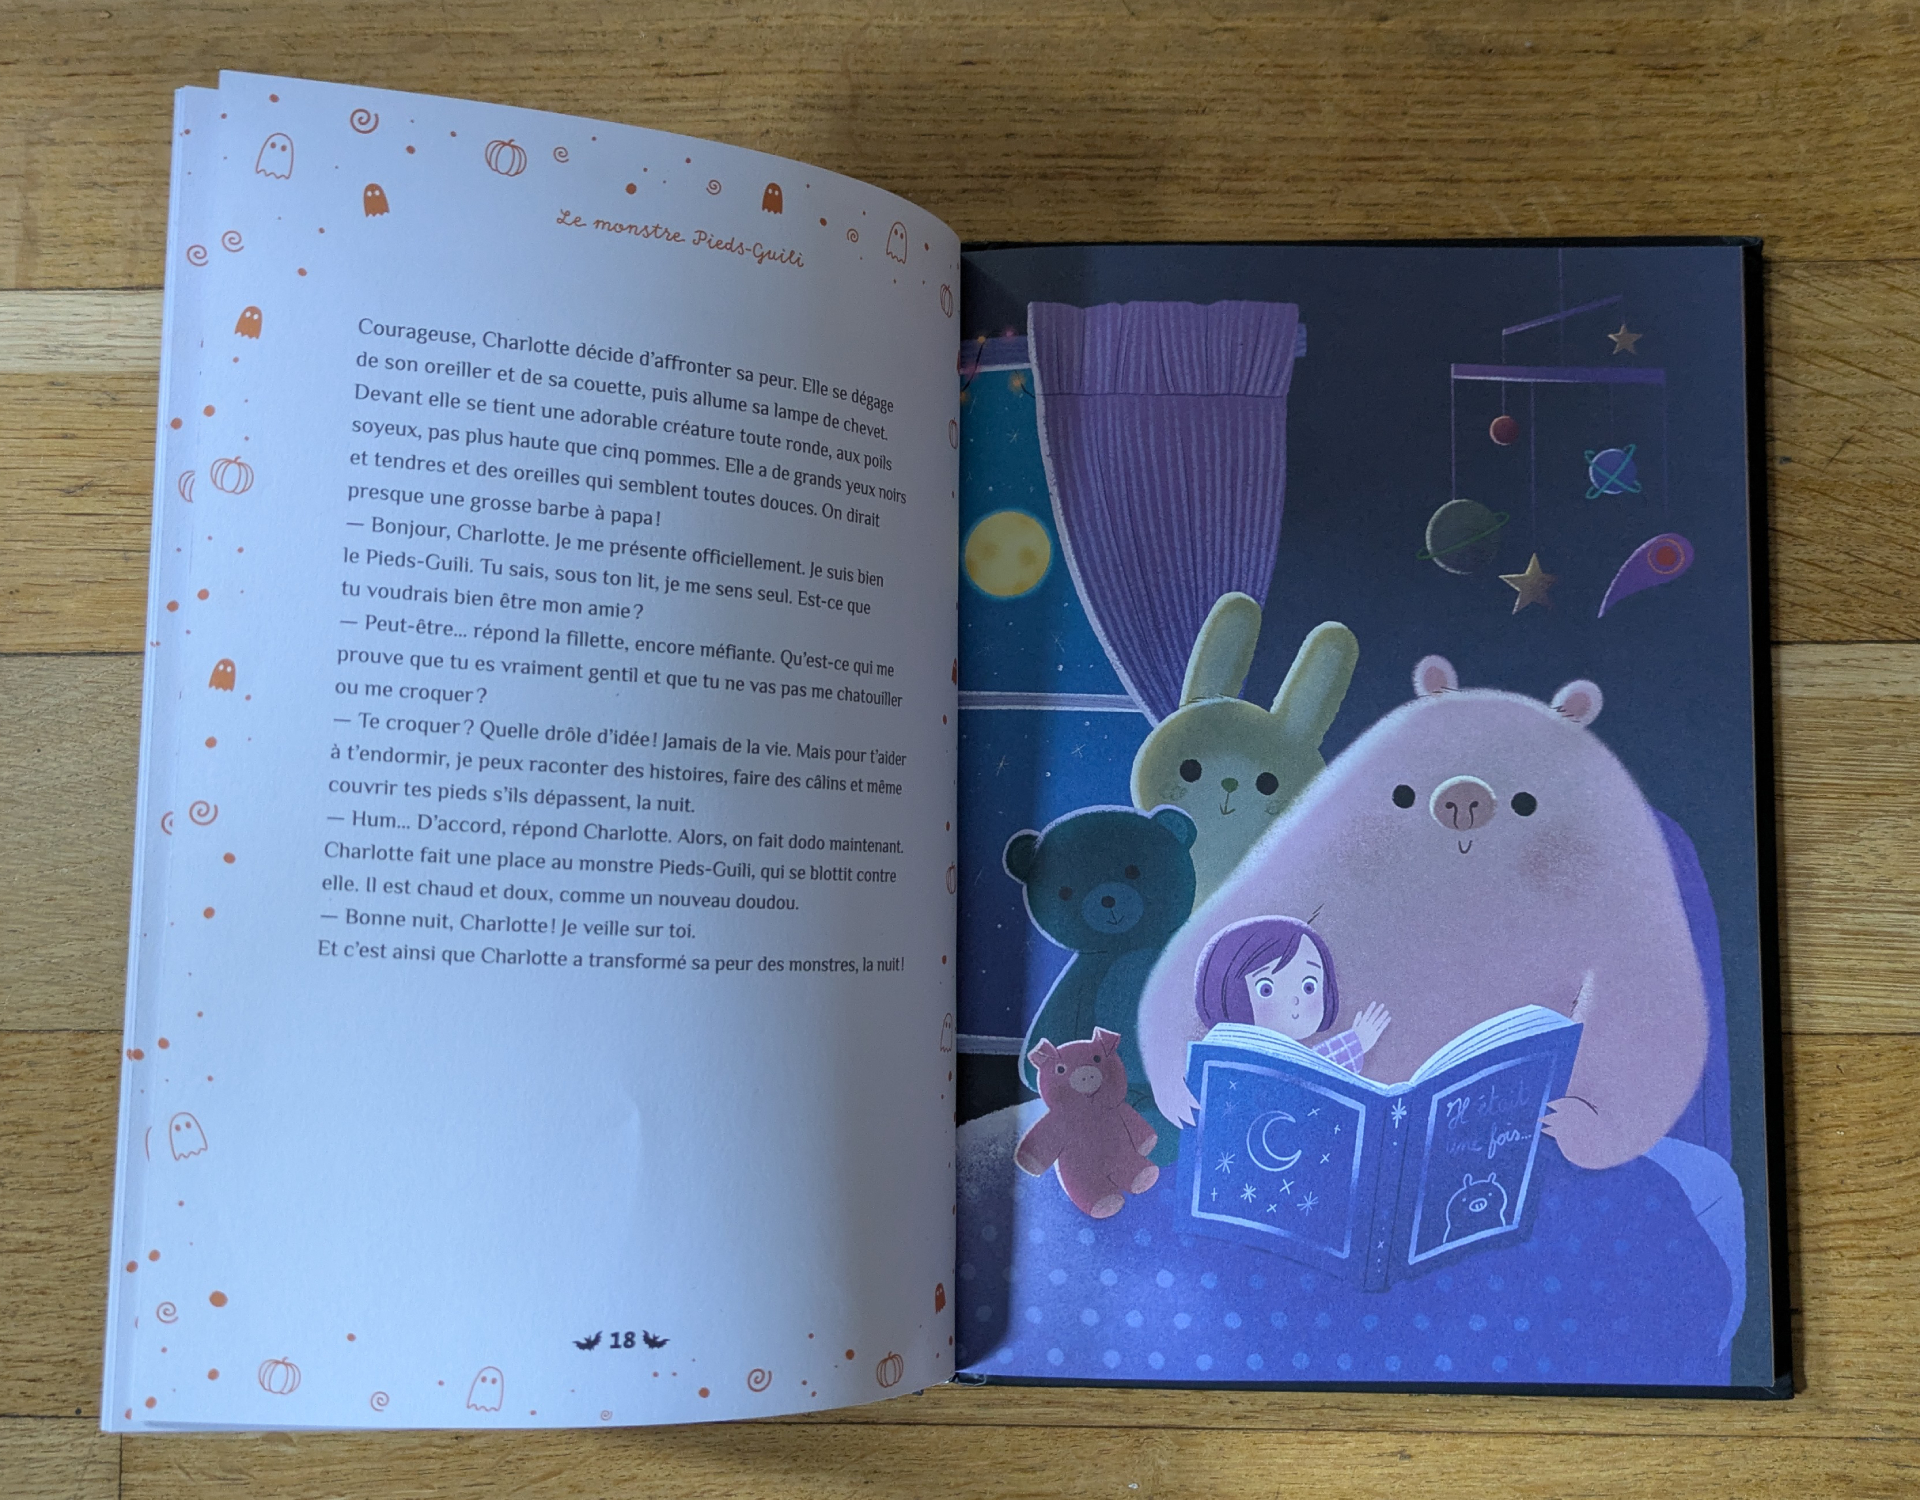 Le monstre Pieds-Guili
Courageuse, Charlotte décide d'affronter sa peur. Elle se dégage
de son oreiller et de sa couette, puis allume sa lampe de chevet.
Devant elle se tient une adorable créature toute ronde, aux poils
soyeux, pas plus haute que cinq pommes. Elle a de grands yeux noirs
et tendres et des oreilles qui semblent toutes douces. On dirait
presque une grosse barbe à papa !
— Bonjour, Charlotte. Je me présente officiellement. Je suis bien
le Pieds-Guili. Tu sais, sous ton lit, je me sens seul. Est-ce que
tu voudrais bien être mon amie ?
— Peut-être... répond la fillette, encore méfiante. Qu'est-ce qui me
prouve que tu es vraiment gentil et que tu ne vas pas me chatouiller
ou me croquer ?
— Te croquer ? Quelle drôle d'idée ! Jamais de la vie. Mais pour t'aider
à t'endormir, je peux raconter des histoires, faire des câlins et même
couvrir tes pieds s'ils dépassent, la nuit.
— Hum... D'accord, répond Charlotte. Alors, on fait dodo maintenant.
Charlotte fait une place au monstre Pieds-Guili, qui se blottit contre
elle. Il est chaud et doux, comme un nouveau doudou.
— Bonne nuit, Charlotte ! Je veille sur toi.
Et c'est ainsi que Charlotte a transformé sa peur des monstres, la nuit !
18
Il était
une fois...